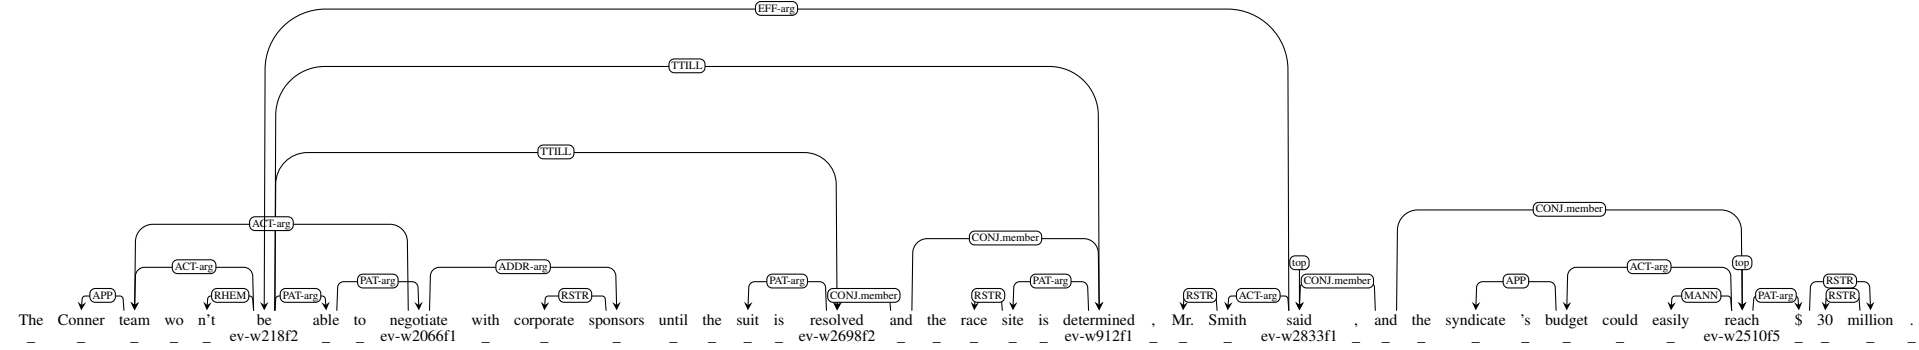 EFF-arg
TTILL
TTILL
CONJ.member
ACT-arg
CONJ.member
top top
ACT-arg ADDR-arg ACT-arg
PAT-arg PAT-arg PAT-arg CONJ.member APP RSTR
APP RHEM PAT-arg RSTR CONJ.member RSTR RSTR ACT-arg MANN PAT-arg RSTR
The Conner team wo n't be able to negotiate with corporate sponsors until the suit is resolved and the race site is determined , Mr. Smith said , and the syndicate 's budget could easily reach $ 30 million .
_ _ _ _ _ ev-w218f2 _ _ ev-w2066f1 _ _ _ _ _ _ _ ev-w2698f2 _ _ _ _ _ ev-w912f1 _ _ _ ev-w2833f1 _ _ _ _ _ _ _ _ ev-w2510f5 _ _ _ _